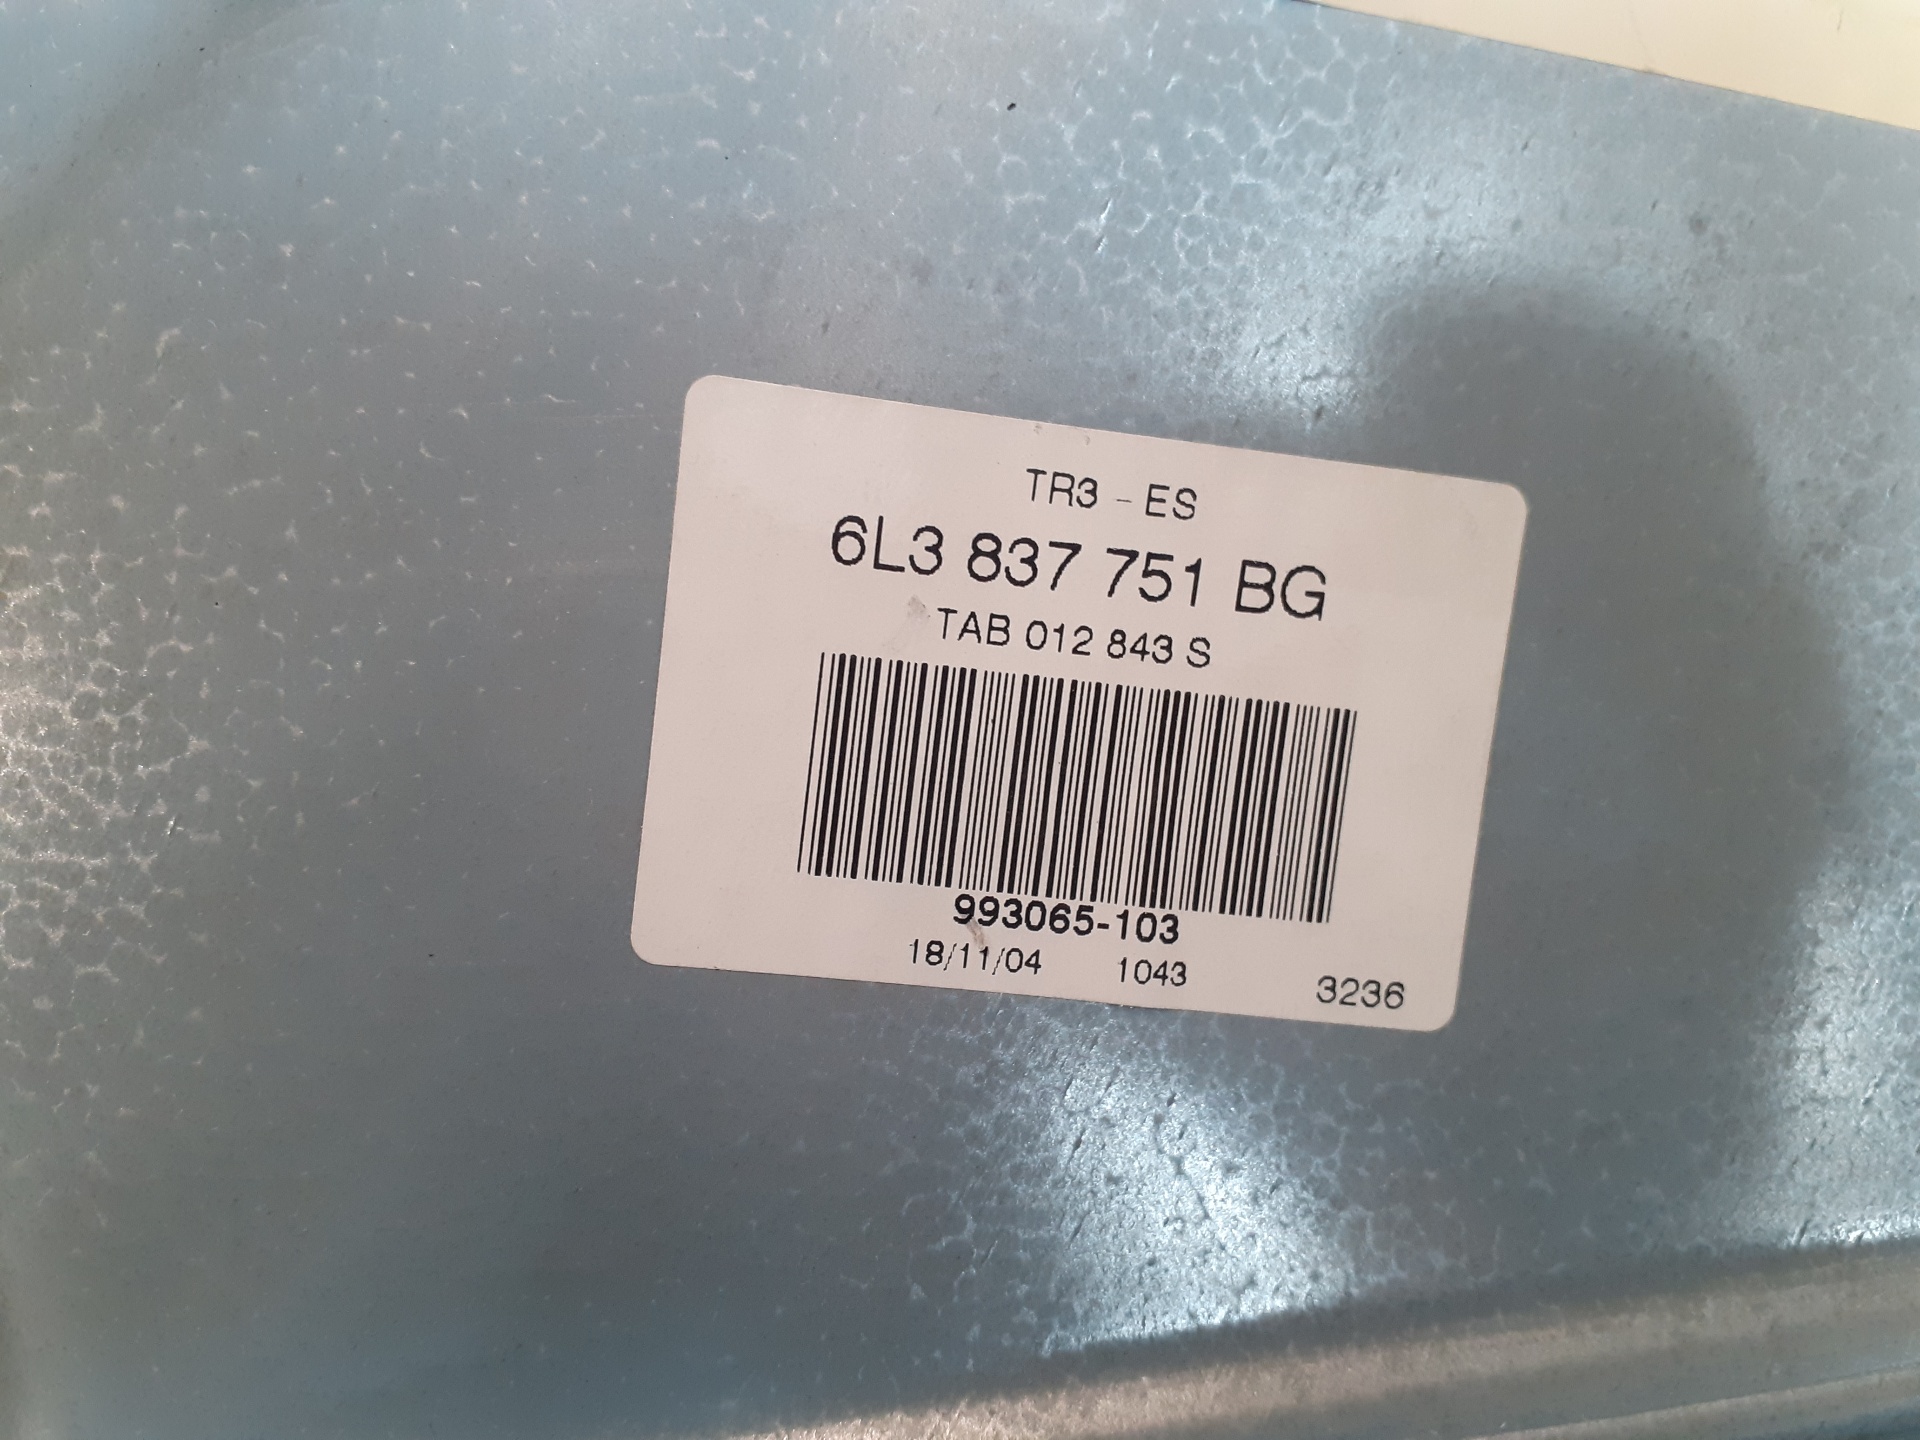 TR3 - ES
6L3 837 751 BG
TAB 012 843 S
993065-103
18/11/04 1043 3236